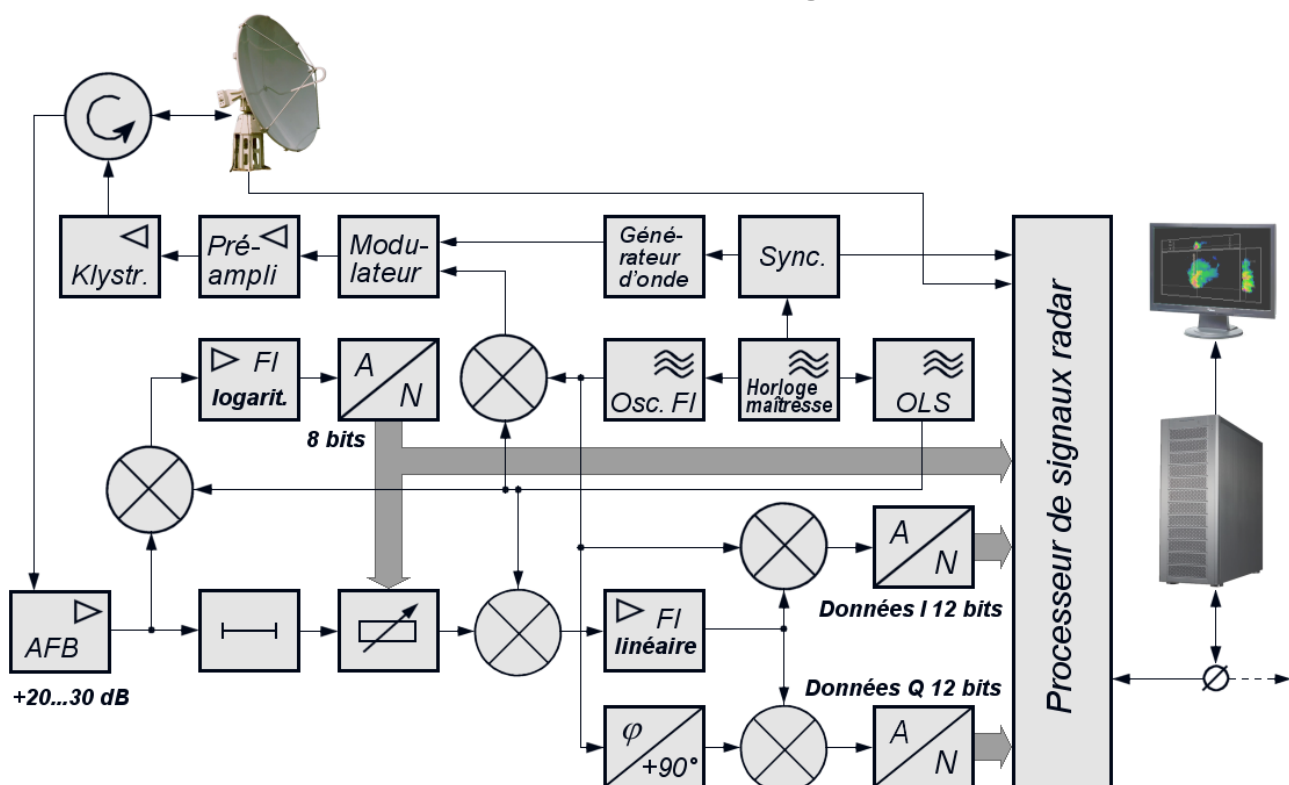 Klystr.
Pré-
ampli
Modu-
lateur
Géné-
rateur
d'onde
Sync.
FI
logarit.
A
N
8 bits
Osc. FI
Horloge
maîtresse
OLS
Processeur de signaux radar
AFB
+20...30 dB
FI
linéaire
A
N
Données I 12 bits
Données Q 12 bits
φ
+90°
A
N